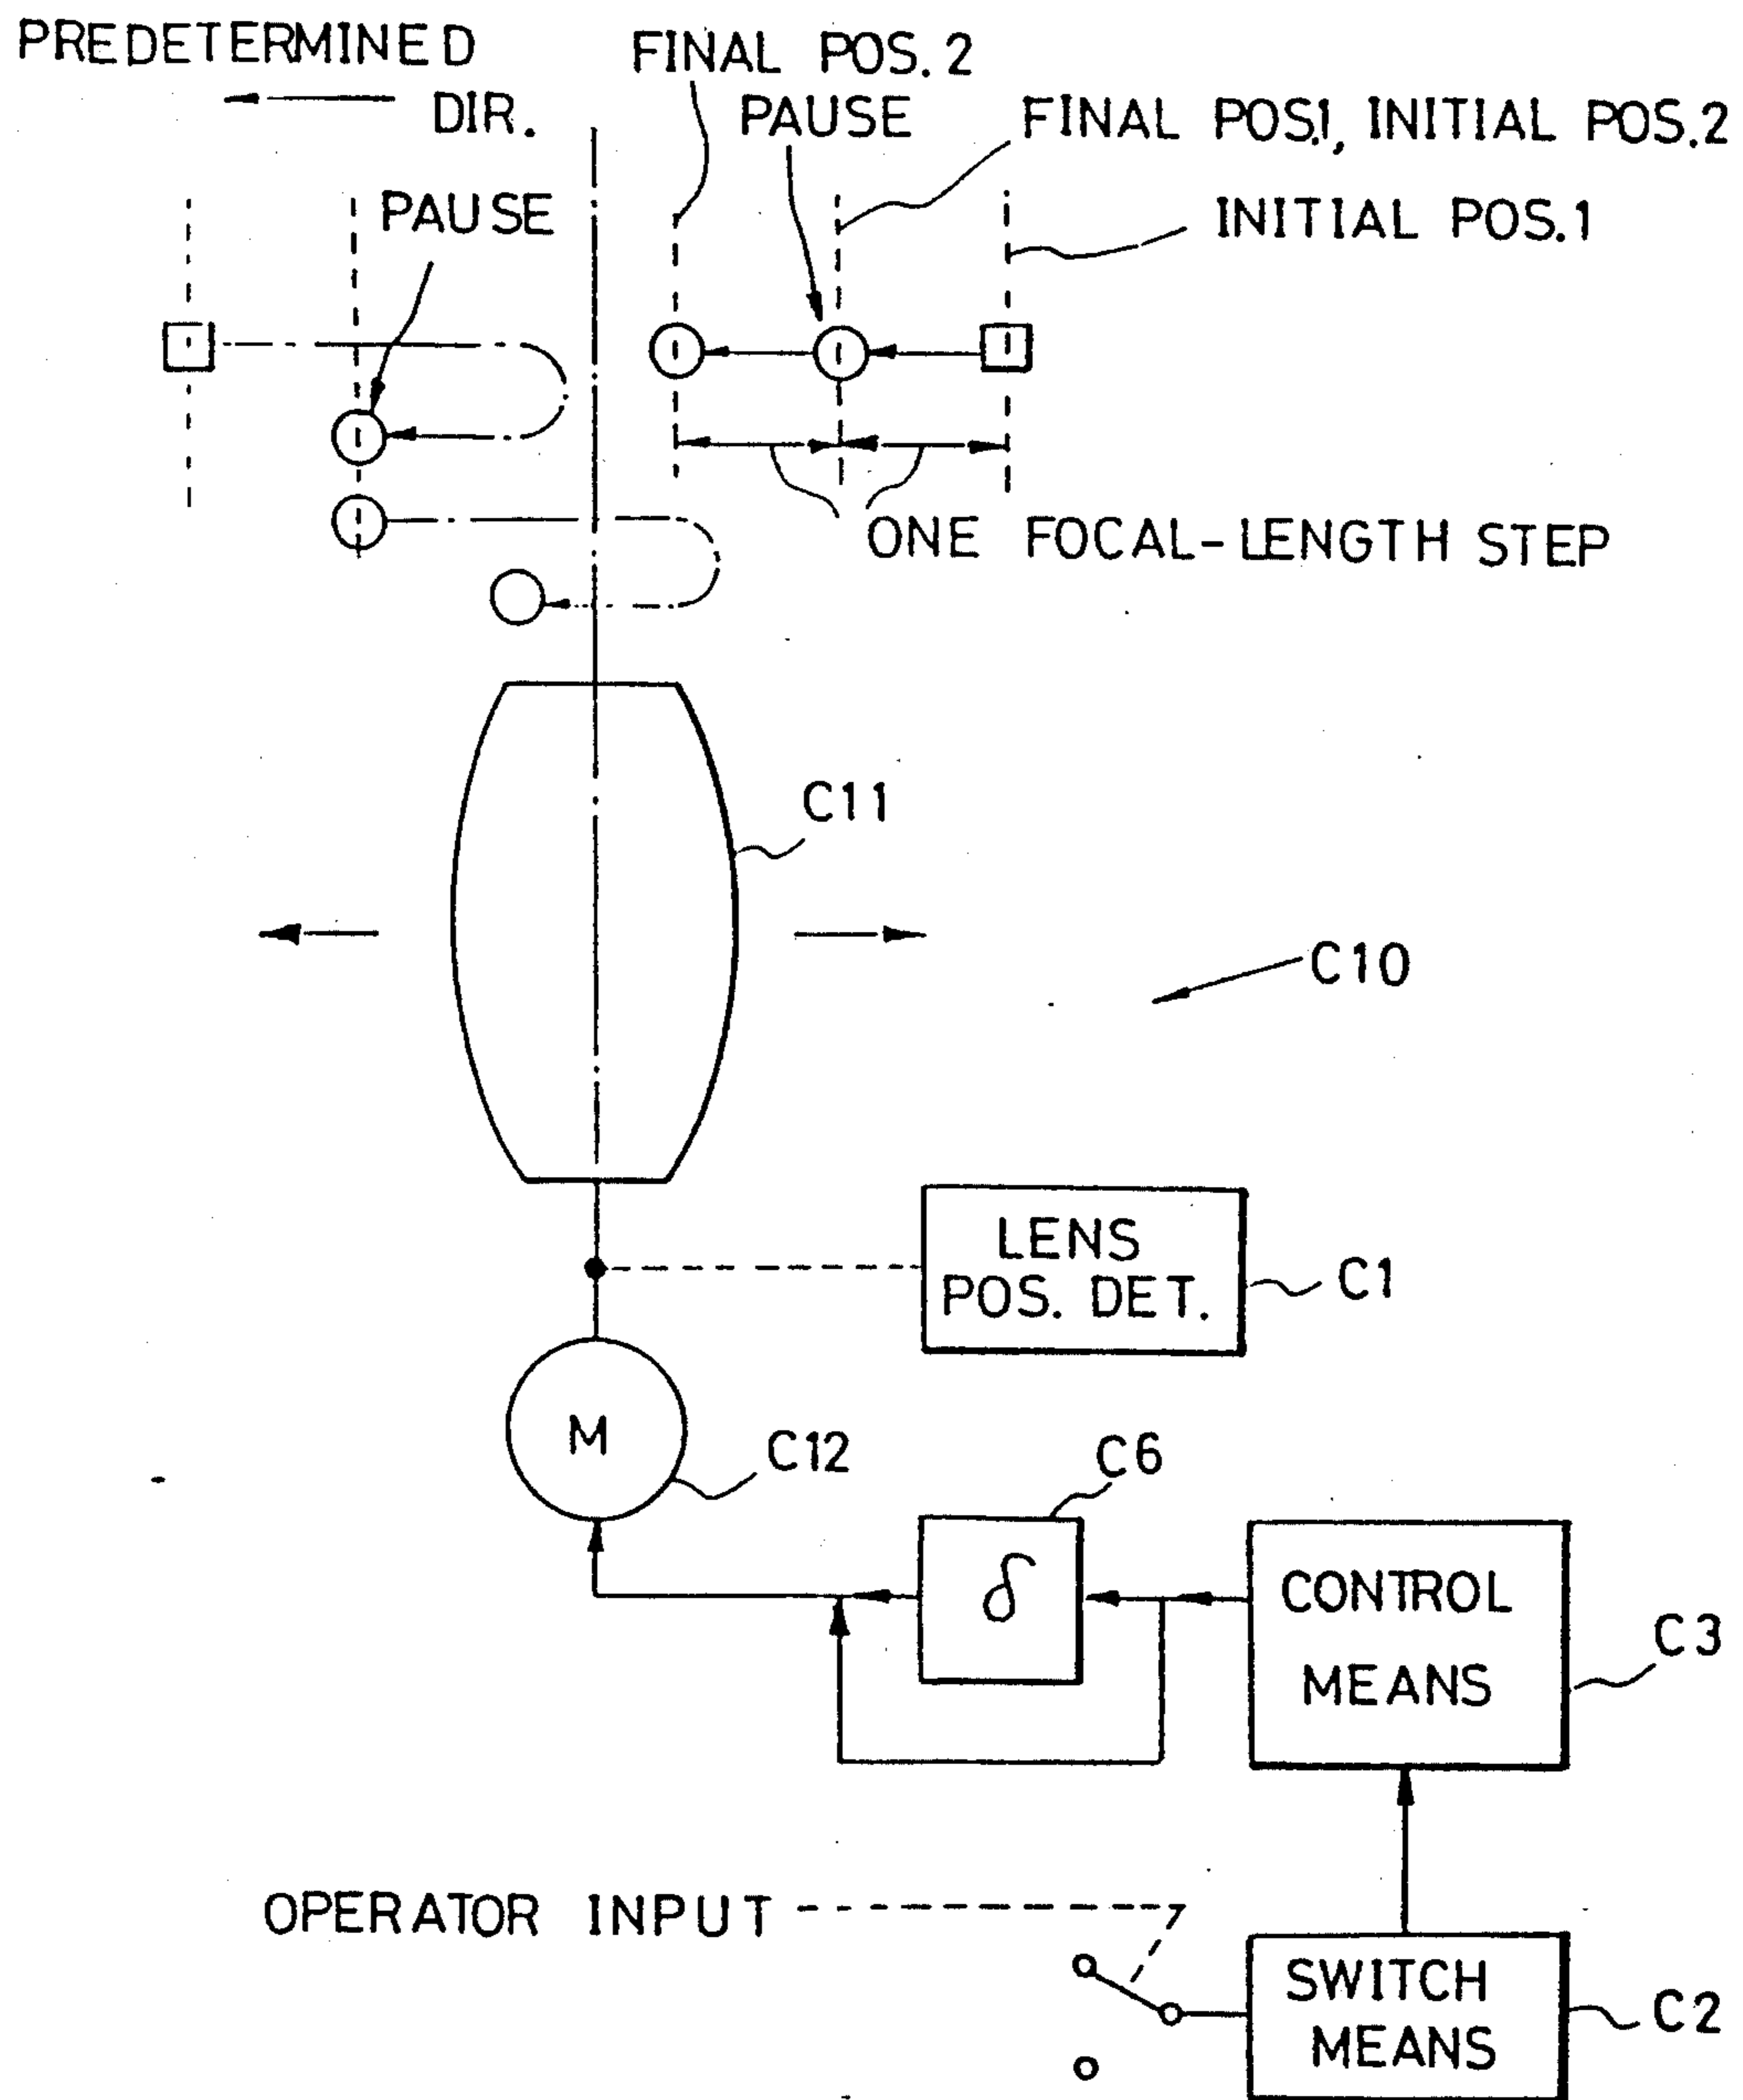 PREDETERMINED
DIR.
FINAL POS. 2
PAUSE
FINAL POS.1, INITIAL POS.2
PAUSE
INITIAL POS.1
ONE FOCAL-LENGTH STEP
C11
C10
LENS
POS. DET.
C1
M
C12
C6
δ
CONTROL
MEANS
C3
OPERATOR INPUT
SWITCH
MEANS
C2